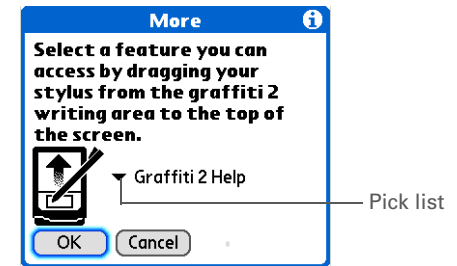 More
Select a feature you can
access by dragging your
stylus from the graffiti 2
writing area to the top of
the screen.
Graffiti 2 Help
Pick list
OK Cancel